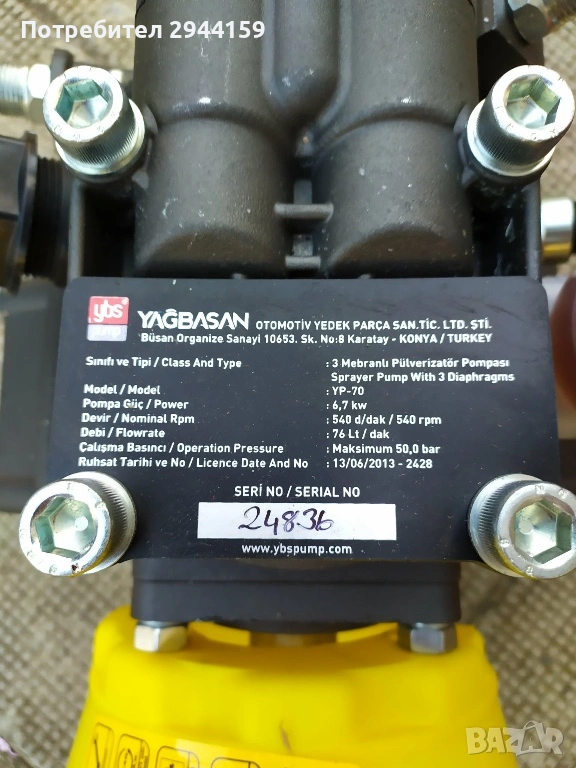 Потребител 2944159
ybs
pump
YAĞBASAN OTOMOTİV YEDEK PARÇA SAN.TİC. LTD. ŞTİ.
Büsan Organize Sanayi 10653. Sk. No:8 Karatay - KONYA / TURKEY
Sınıfı ve Tipi / Class And Type : 3 Mebranlı Pülverizatör Pompası
Sprayer Pump With 3 Diaphragms
Model / Model : YP-70
Pompa Güç / Power : 6,7 kw
Devir / Nominal Rpm : 540 d/dak / 540 rpm
Debi / Flowrate : 76 Lt / dak
Çalışma Basıncı / Operation Pressure : Maksimum 50,0 bar
Ruhsat Tarihi ve No / Licence Date And No : 13/06/2013 - 2428
SERİ NO / SERIAL NO
24836
www.ybspump.com
BAZAR